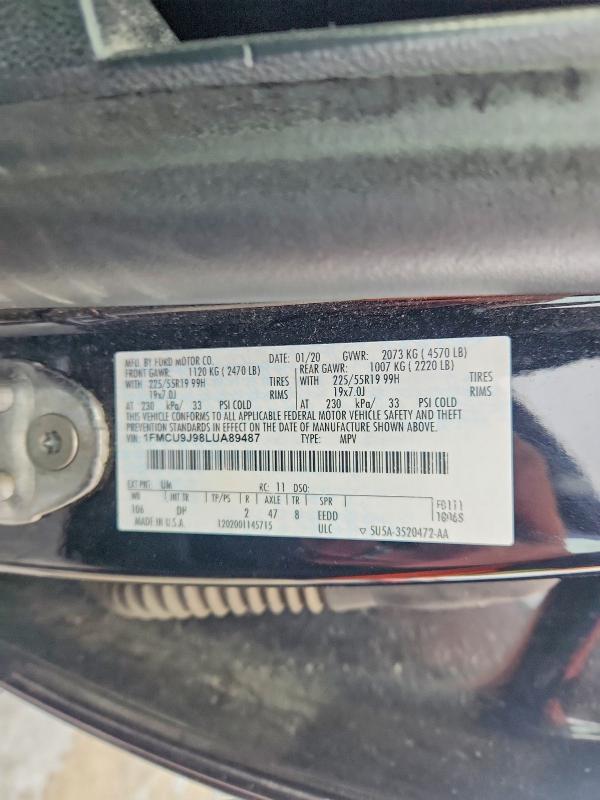 MFD. BY FORD MOTOR CO. 01/20 GVWR: 2073 KG ( 4570 LB)
FRONT GAWR: 1120 KG ( 2470 LB) REAR GAWR: 1007 KG ( 2220 LB)
WITH 225/55R19 99H TIRES WITH 225/55R19 99H TIRES
19x7.0J RIMS 19x7.0J RIMS
AT 230 kPa/ 33 PSI COLD AT 230 kPa/ 33 PSI COLD
THIS VEHICLE CONFORMS TO ALL APPLICABLE FEDERAL MOTOR VEHICLE SAFETY AND THEFT
PREVENTION STANDARDS IN EFFECT ON THE DATE OF MANUFACTURE SHOWN ABOVE.
VIN: 1FMCU9J98LUA89487 TYPE: MPV
EXT PNT: UM RC: 11 DSO:
WB INT TR TP/PS R AXLE TR SPR
106 DP 2 47 8 EEDD
MADE IN U.S.A. 1202001145715 ULC ▽ 5U5A-3520472-AA